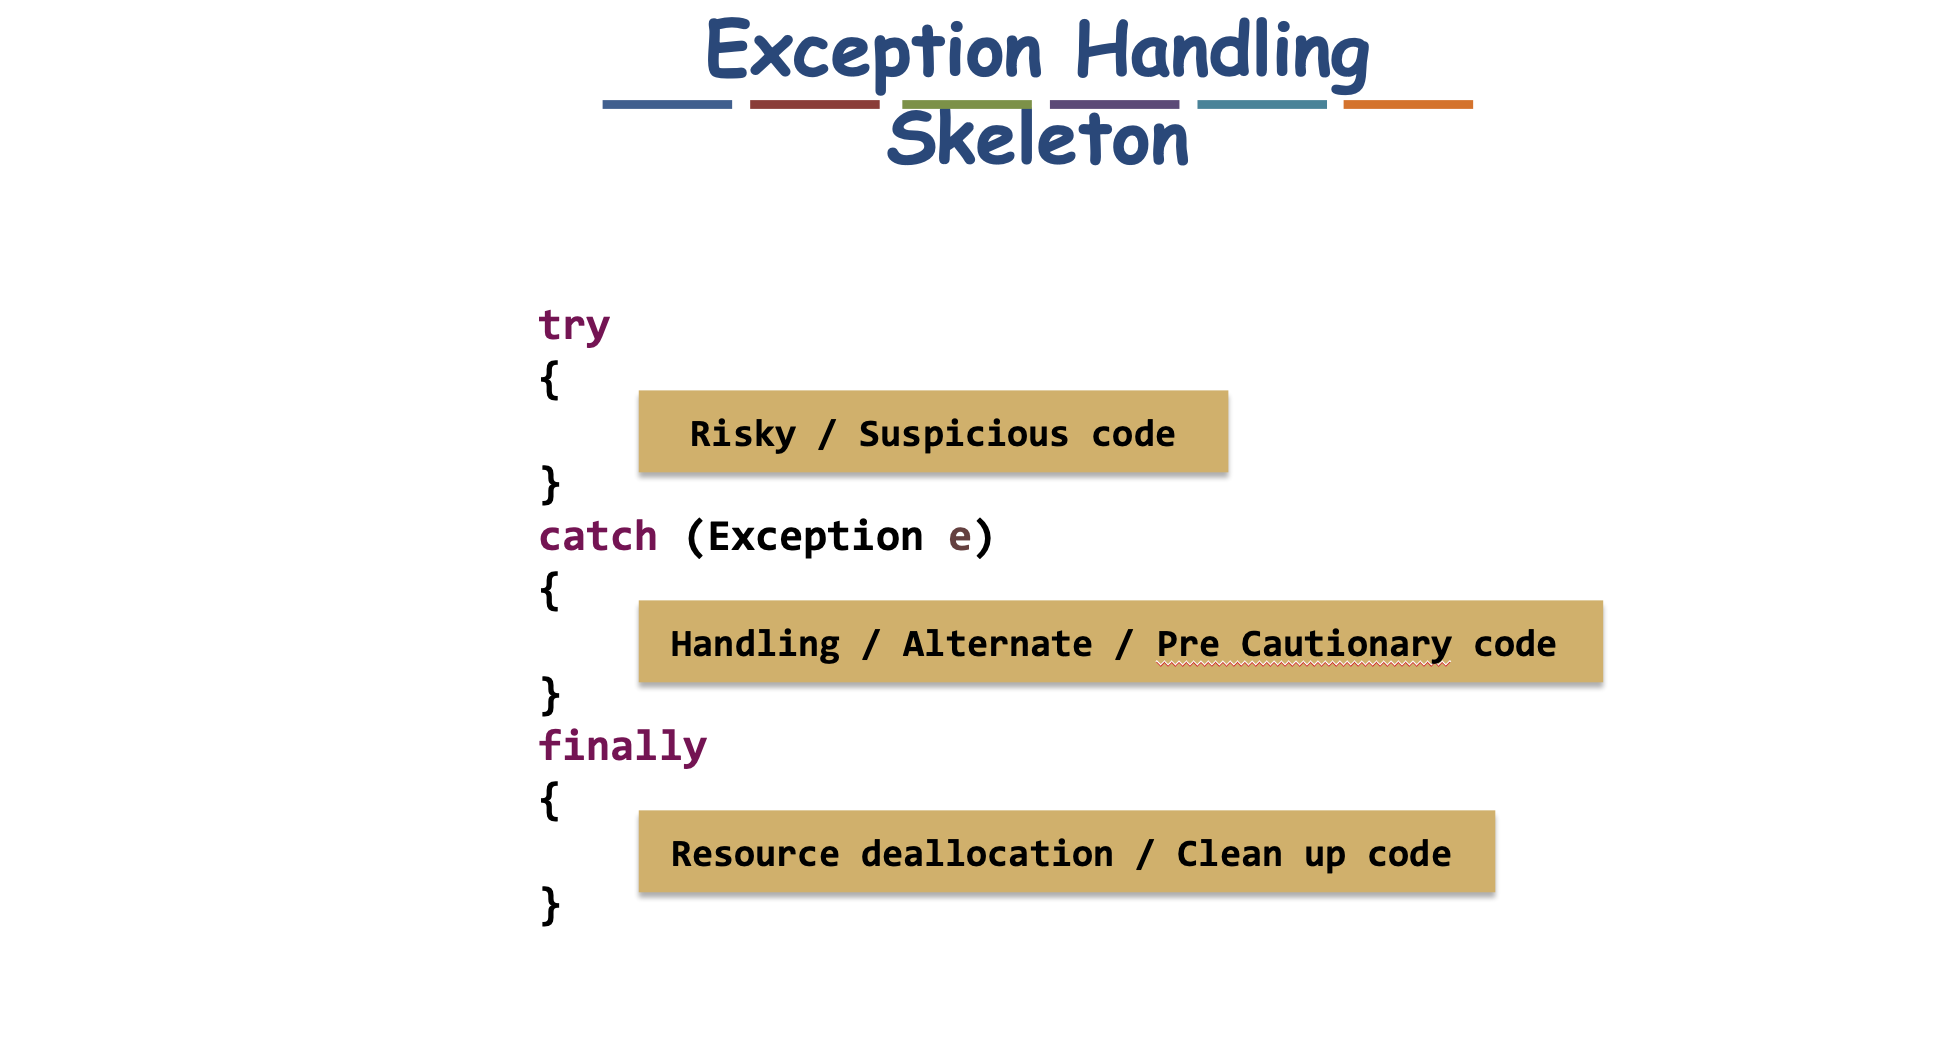 Exception Handling
Skeleton
try
{
Risky / Suspicious code
}
catch (Exception e)
{
Handling / Alternate / Pre Cautionary code
}
finally
{
Resource deallocation / Clean up code
}